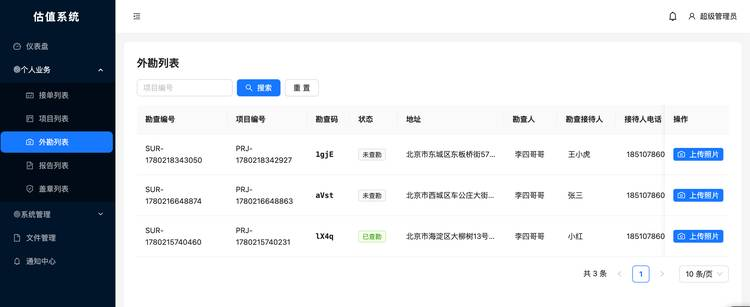 估值系统
超级管理员
仪表盘
个人业务
接单列表
项目列表
外勘列表
报告列表
盖章列表
系统管理
文件管理
通知中心
外勘列表
项目编号 搜索 重 置
勘查编号 项目编号 勘查码 状态 地址 勘查人 勘查接待人 接待人电话 操作
SUR-1780218343050 PRJ-1780218342927 1gjE 未查勘 北京市东城区东板桥街57... 李四哥哥 王小虎 185107860 上传照片
SUR-1780216648874 PRJ-1780216648863 aVst 未查勘 北京市西城区车公庄大街... 李四哥哥 张三 185107860 上传照片
SUR-1780215740460 PRJ-1780215740231 lX4q 已查勘 北京市海淀区大柳树13号... 李四哥哥 小红 185107860 上传照片
共 3 条 1 10 条/页